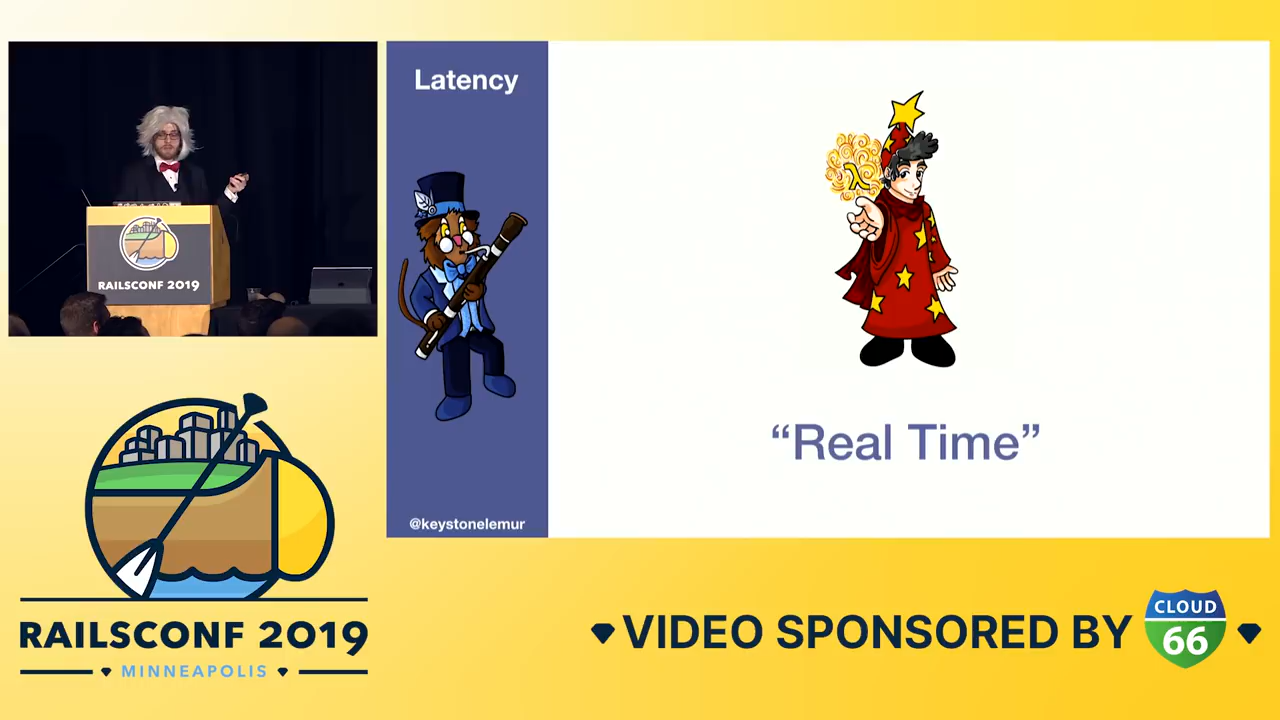 Latency
λ
“Real Time”
@keystonelemur
RAILSCONF 2019
RAILSCONF 2019
MINNEAPOLIS
VIDEO SPONSORED BY
CLOUD
66